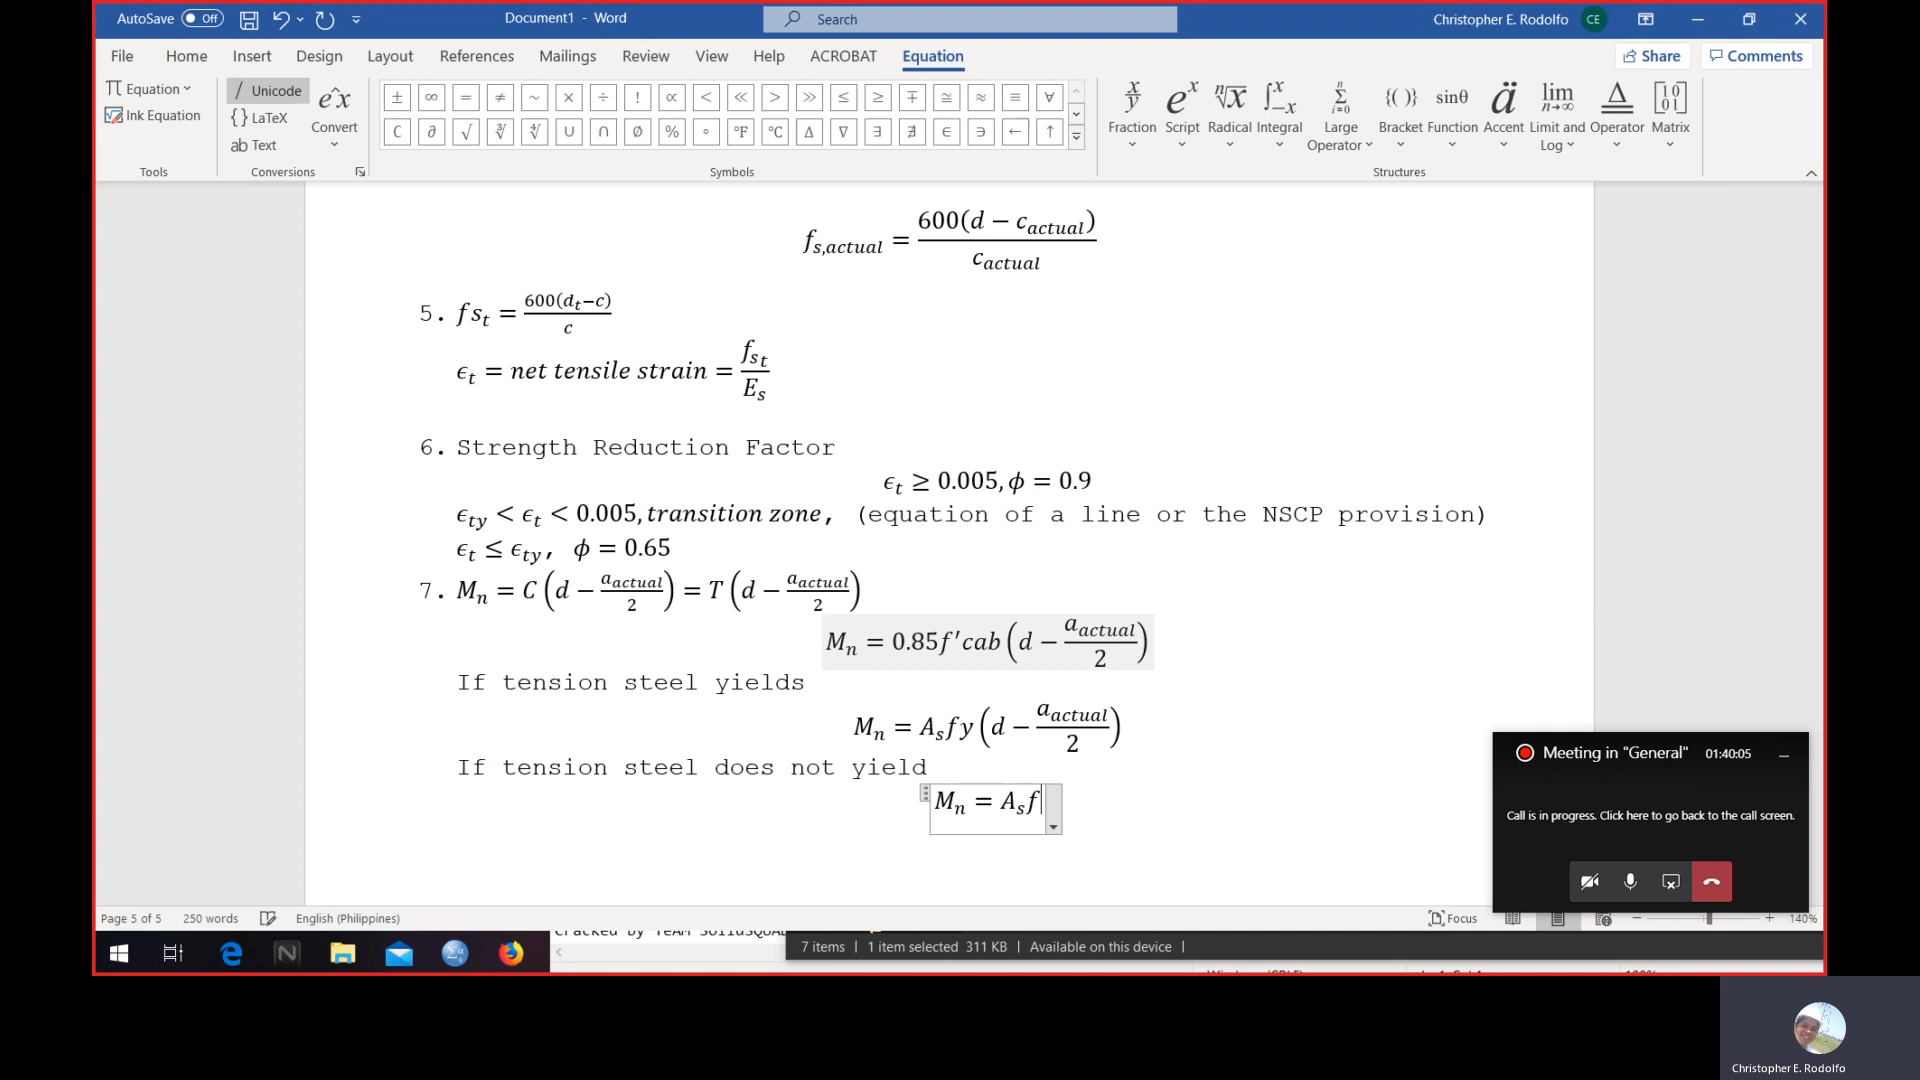 AutoSave Off Document1 - Word Search Christopher E. Rodolfo CE
File Home Insert Design Layout References Mailings Review View Help ACROBAT Equation Share Comments
π Equation
Ink Equation
Tools
/ Unicode
{} LaTeX
ab Text
e^x Convert
Conversions
± ∞ = ≠ ~ × ÷ ! ∝ < ≪ > ≫ ≤ ≥ ∓ ≅ ≈ ≡ ∀
∁ ∂ √ ∛ ∜ ∪ ∩ ∅ % ° °F °C ∆ ∇ ∃ ∄ ∈ ∋ ← ↑
Symbols
Fraction Script Radical Integral Large Operator Bracket Function Accent Limit and Log Operator Matrix
Structures
f_{s,actual} = 600(d − c_{actual}) / c_{actual}
5. fs_t = 600(d_t−c) / c
ϵ_t = net tensile strain = f_{s_t} / E_s
6. Strength Reduction Factor
ϵ_t ≥ 0.005, ϕ = 0.9
ϵ_{ty} < ϵ_t < 0.005, transition zone, (equation of a line or the NSCP provision)
ϵ_t ≤ ϵ_{ty}, ϕ = 0.65
7. M_n = C (d − a_{actual}/2) = T (d − a_{actual}/2)
M_n = 0.85f′cab (d − a_{actual}/2)
If tension steel yields
M_n = A_s fy (d − a_{actual}/2)
If tension steel does not yield
M_n = A_s f
Meeting in "General" 01:40:05
Call is in progress. Click here to go back to the call screen.
Page 5 of 5 250 words English (Philippines) Focus 140%
7 items 1 item selected 311 KB Available on this device
Christopher E. Rodolfo